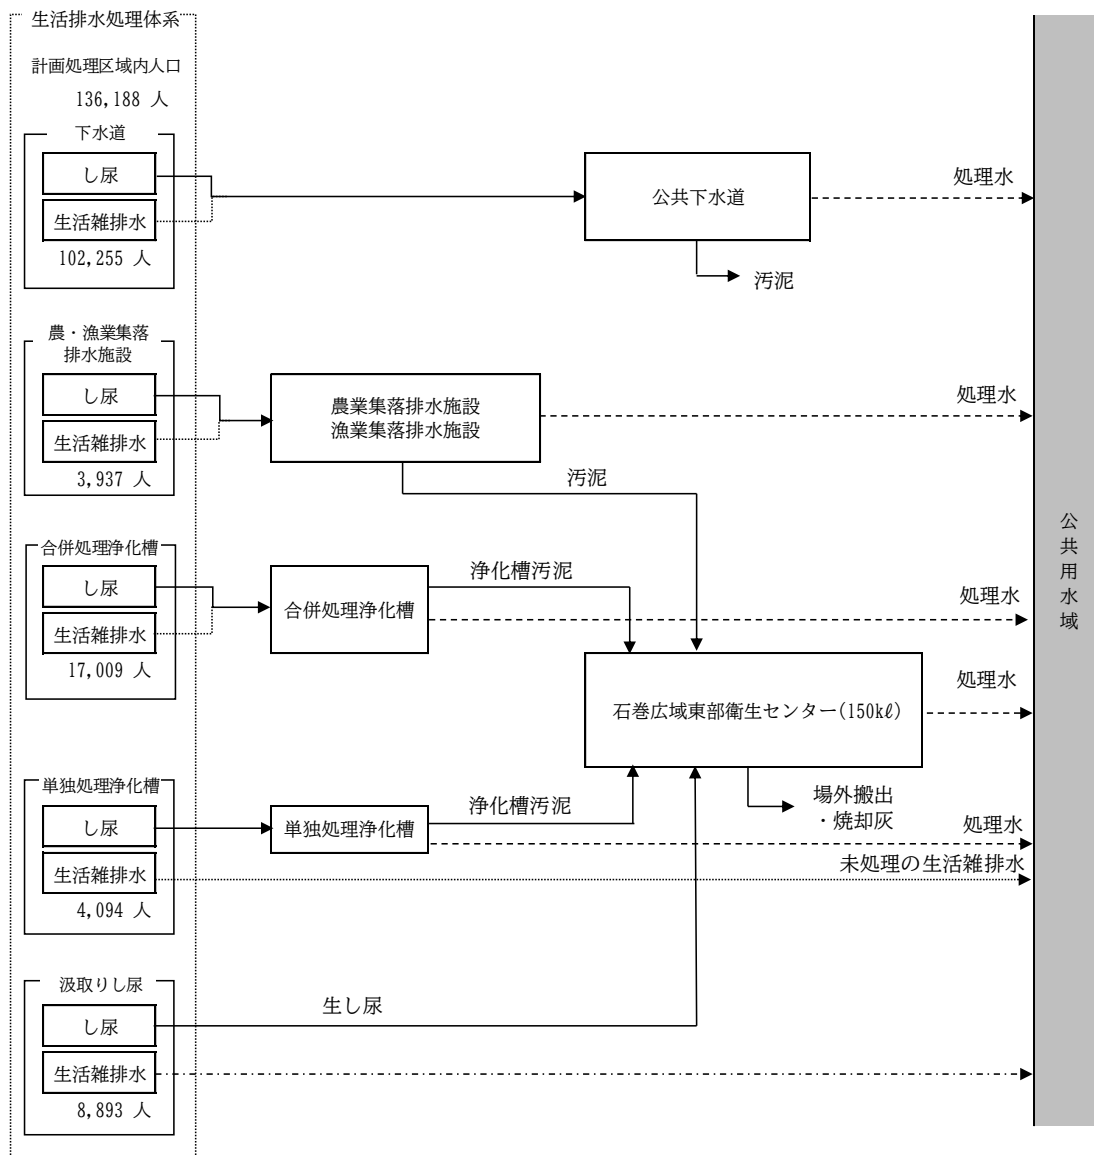 生活排水処理体系
計画処理区域内人口
136,188 人
下水道
し尿
生活雑排水
102,255 人
公共下水道
処理水
汚泥
農・漁業集落
排水施設
し尿
生活雑排水
3,937 人
農業集落排水施設
漁業集落排水施設
処理水
汚泥
合併処理浄化槽
し尿
生活雑排水
17,009 人
合併処理浄化槽
浄化槽汚泥
処理水
石巻広域東部衛生センター(150kℓ)
処理水
場外搬出
・焼却灰
単独処理浄化槽
し尿
生活雑排水
4,094 人
単独処理浄化槽
浄化槽汚泥
処理水
未処理の生活雑排水
汲取りし尿
し尿
生活雑排水
8,893 人
生し尿
公共用水域